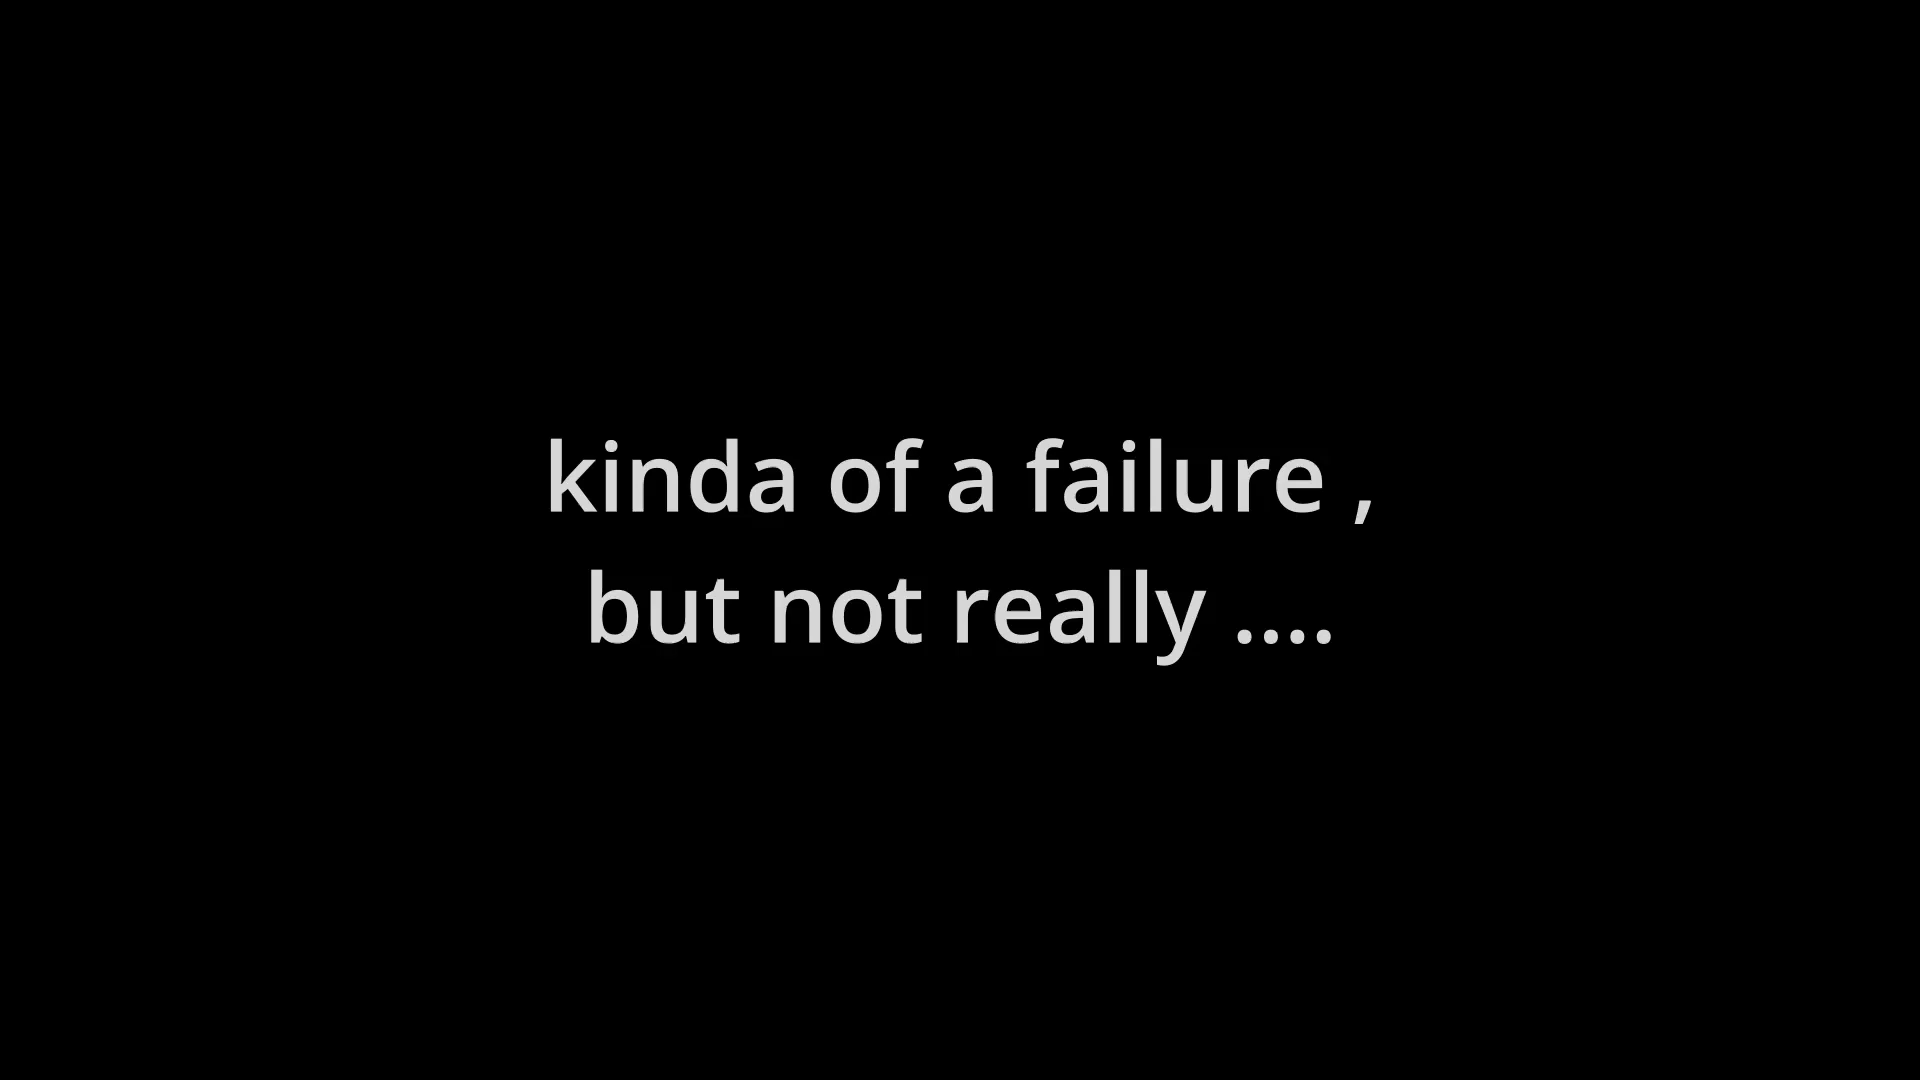 kinda of a failure ,
but not really ....